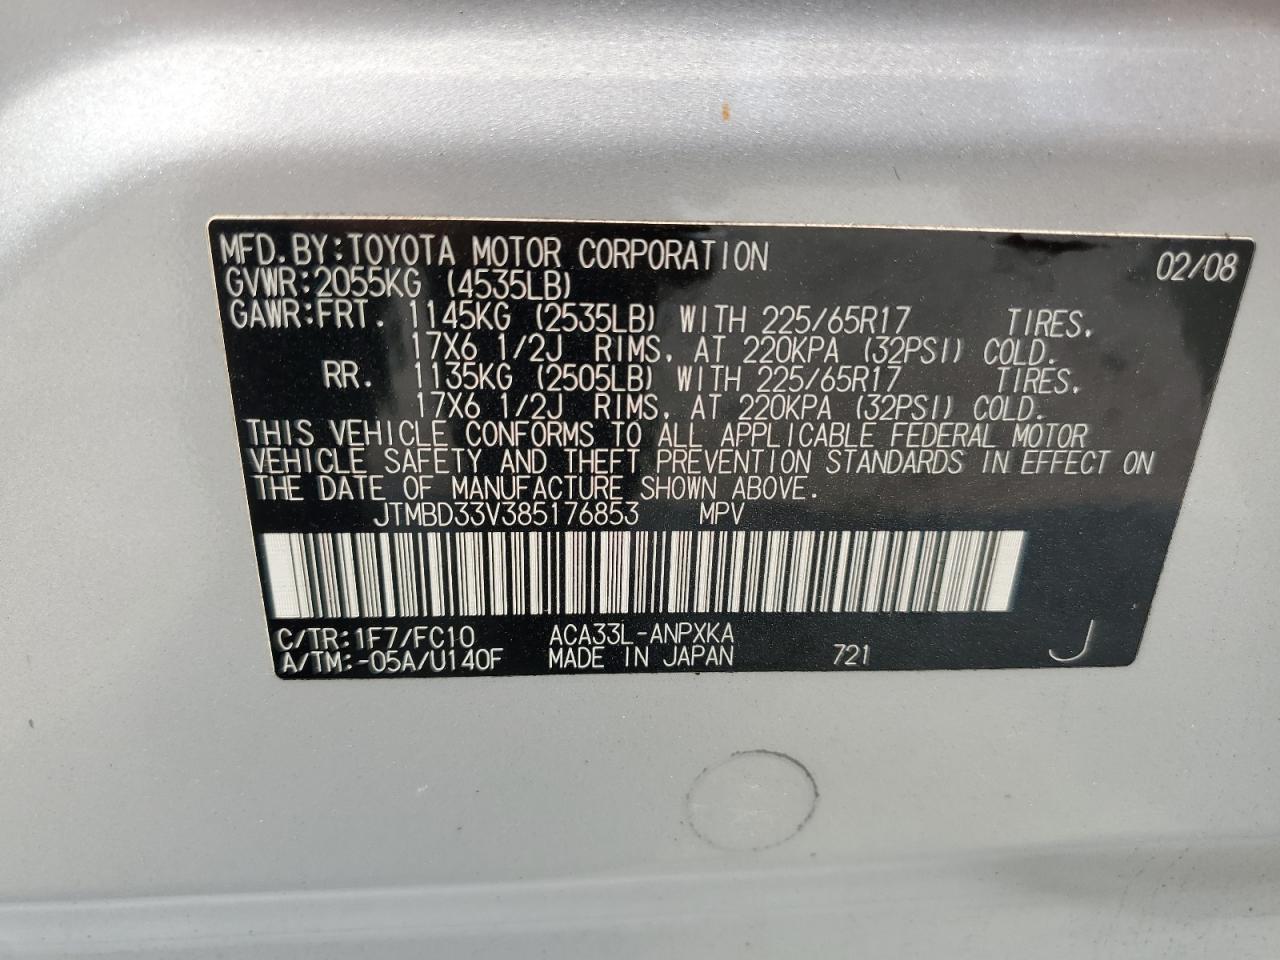 MFD. BY: TOYOTA MOTOR CORPORATION 02/08
GVWR: 2055KG (4535LB)
GAWR: FRT. 1145KG (2535LB) WITH 225/65R17 TIRES,
17X6 1/2J RIMS, AT 220KPA (32PSI) COLD.
RR. 1135KG (2505LB) WITH 225/65R17 TIRES,
17X6 1/2J RIMS, AT 220KPA (32PSI) COLD.
THIS VEHICLE CONFORMS TO ALL APPLICABLE FEDERAL MOTOR
VEHICLE SAFETY AND THEFT PREVENTION STANDARDS IN EFFECT ON
THE DATE OF MANUFACTURE SHOWN ABOVE.
JTMBD33V385176853 MPV
C/TR: 1F7/FC10 ACA33L-ANPXKA
A/TM: -05A/U140F MADE IN JAPAN 721 J